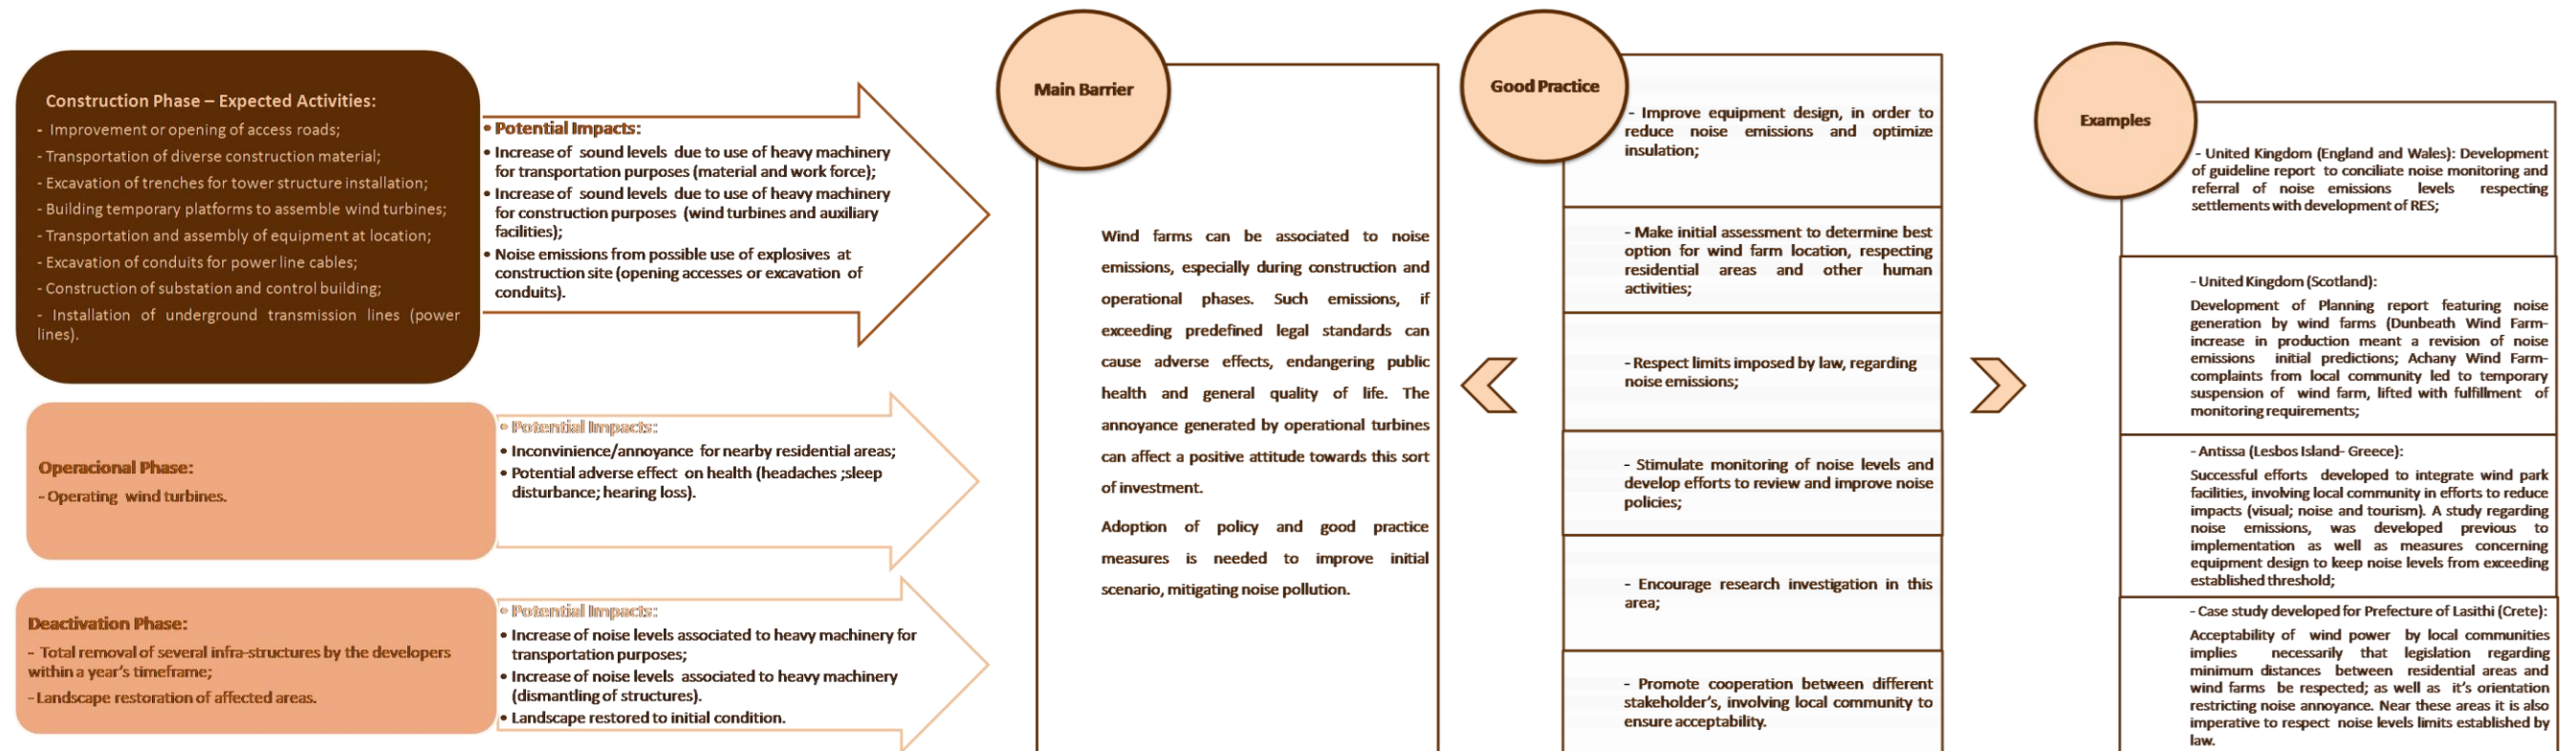 Construction Phase – Expected Activities:
- Improvement or opening of access roads;
- Transportation of diverse construction material;
- Excavation of trenches for tower structure installation;
- Building temporary platforms to assemble wind turbines;
- Transportation and assembly of equipment at location;
- Excavation of conduits for power line cables;
- Construction of substation and control building;
- Installation of underground transmission lines (power
lines).
• Potential Impacts:
• Increase of sound levels due to use of heavy machinery
for transportation purposes (material and work force);
• Increase of sound levels due to use of heavy machinery
for construction purposes (wind turbines and auxiliary
facilities);
• Noise emissions from possible use of explosives at
construction site (opening accesses or excavation of
conduits).
Operacional Phase:
- Operating wind turbines.
• Potential Impacts:
• Inconvinience/annoyance for nearby residential areas;
• Potential adverse effect on health (headaches ;sleep
disturbance; hearing loss).
Deactivation Phase:
- Total removal of several infra-structures by the developers
within a year's timeframe;
- Landscape restoration of affected areas.
• Potential Impacts:
• Increase of noise levels associated to heavy machinery for
transportation purposes;
• Increase of noise levels associated to heavy machinery
(dismantling of structures).
• Landscape restored to initial condition.
Main Barrier
Wind farms can be associated to noise
emissions, especially during construction and
operational phases. Such emissions, if
exceeding predefined legal standards can
cause adverse effects, endangering public
health and general quality of life. The
annoyance generated by operational turbines
can affect a positive attitude towards this sort
of investment.
Adoption of policy and good practice
measures is needed to improve initial
scenario, mitigating noise pollution.
Good Practice
- Improve equipment design, in order to
reduce noise emissions and optimize
insulation;
- Make initial assessment to determine best
option for wind farm location, respecting
residential areas and other human
activities;
- Respect limits imposed by law, regarding
noise emissions;
- Stimulate monitoring of noise levels and
develop efforts to review and improve noise
policies;
- Encourage research investigation in this
area;
- Promote cooperation between different
stakeholder's, involving local community to
ensure acceptability.
Examples
- United Kingdom (England and Wales): Development
of guideline report to conciliate noise monitoring and
referral of noise emissions levels respecting
settlements with development of RES;
- United Kingdom (Scotland):
Development of Planning report featuring noise
generation by wind farms (Dunbeath Wind Farm-
increase in production meant a revision of noise
emissions initial predictions; Achany Wind Farm-
complaints from local community led to temporary
suspension of wind farm, lifted with fulfillment of
monitoring requirements;
- Antissa (Lesbos Island- Greece):
Successful efforts developed to integrate wind park
facilities, involving local community in efforts to reduce
impacts (visual; noise and tourism). A study regarding
noise emissions, was developed previous to
implementation as well as measures concerning
equipment design to keep noise levels from exceeding
established threshold;
- Case study developed for Prefecture of Lasithi (Crete):
Acceptability of wind power by local communities
implies necessarily that legislation regarding
minimum distances between residential areas and
wind farms be respected; as well as it's orientation
restricting noise annoyance. Near these areas it is also
imperative to respect noise levels limits established by
law.